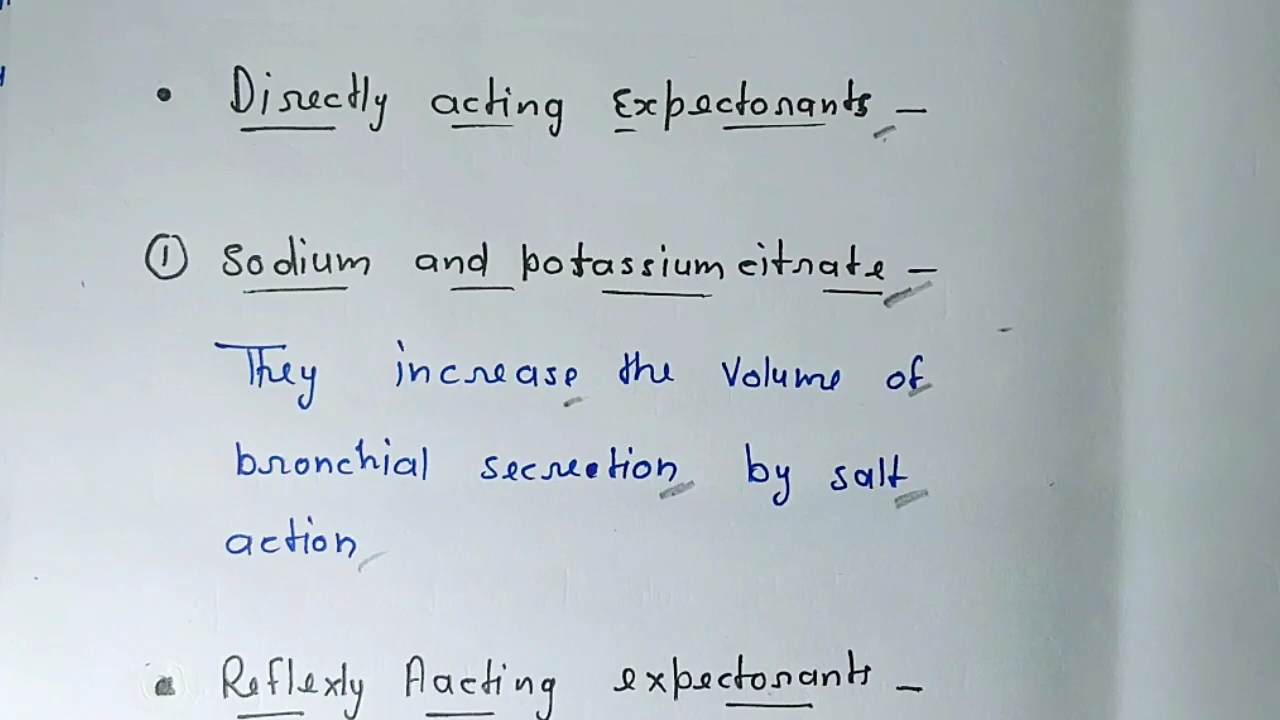 • Directly acting Expectorants –
① Sodium and potassium citrate –
They increase the volume of
bronchial secreation by salt
action
• Reflexly Aacting expectorants –